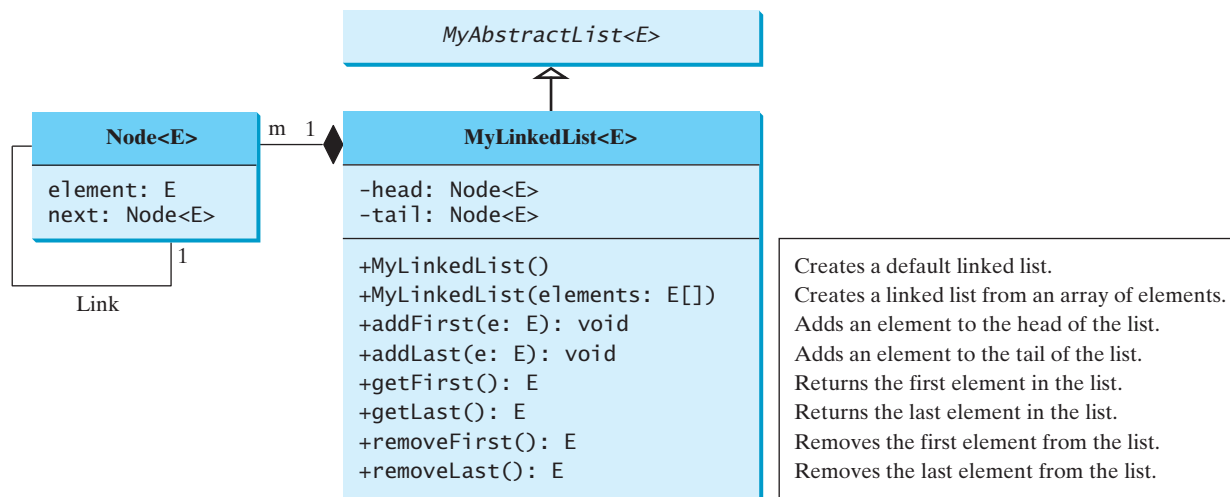 MyAbstractList<E>
Node<E>
element: E
next: Node<E>
1
Link
m 1
MyLinkedList<E>
-head: Node<E>
-tail: Node<E>
+MyLinkedList()
+MyLinkedList(elements: E[])
+addFirst(e: E): void
+addLast(e: E): void
+getFirst(): E
+getLast(): E
+removeFirst(): E
+removeLast(): E
Creates a default linked list.
Creates a linked list from an array of elements.
Adds an element to the head of the list.
Adds an element to the tail of the list.
Returns the first element in the list.
Returns the last element in the list.
Removes the first element from the list.
Removes the last element from the list.